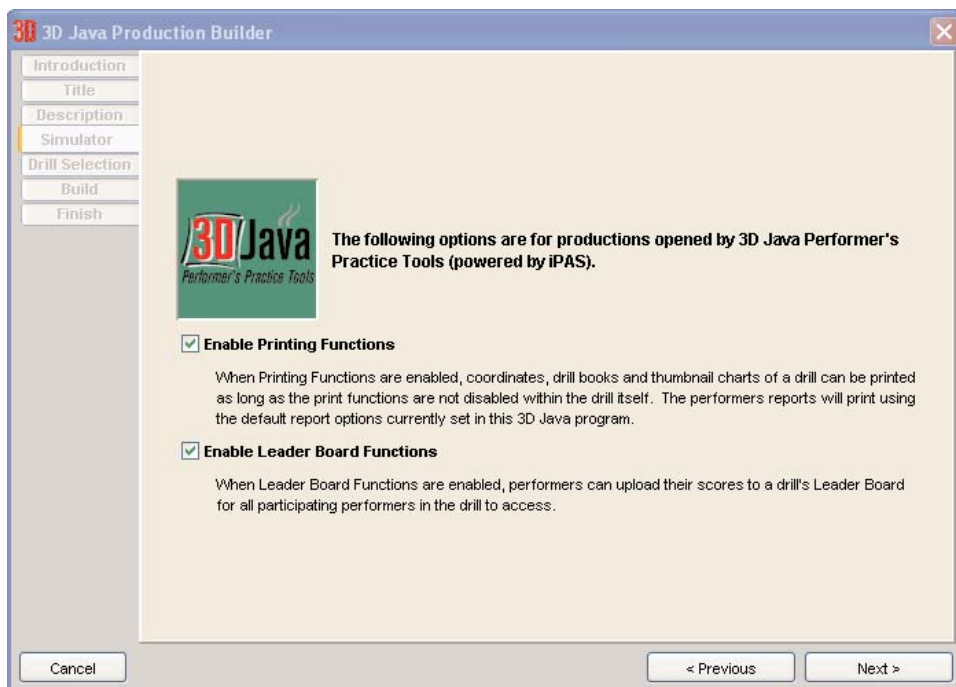 3D 3D Java Production Builder
Introduction
Title
Description
Simulator
Drill Selection
Build
Finish
3D Java
Performer's Practice Tools
The following options are for productions opened by 3D Java Performer's
Practice Tools (powered by iPAS).
Enable Printing Functions
When Printing Functions are enabled, coordinates, drill books and thumbnail charts of a drill can be printed
as long as the print functions are not disabled within the drill itself. The performers reports will print using
the default report options currently set in this 3D Java program.
Enable Leader Board Functions
When Leader Board Functions are enabled, performers can upload their scores to a drill's Leader Board
for all participating performers in the drill to access.
Cancel
< Previous
Next >